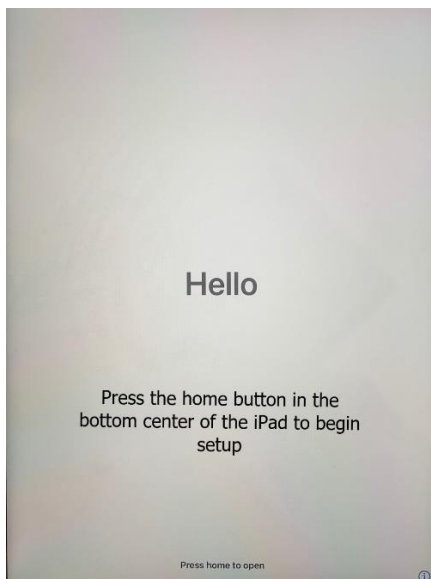 Hello
Press the home button in the
bottom center of the iPad to begin
setup
Press home to open